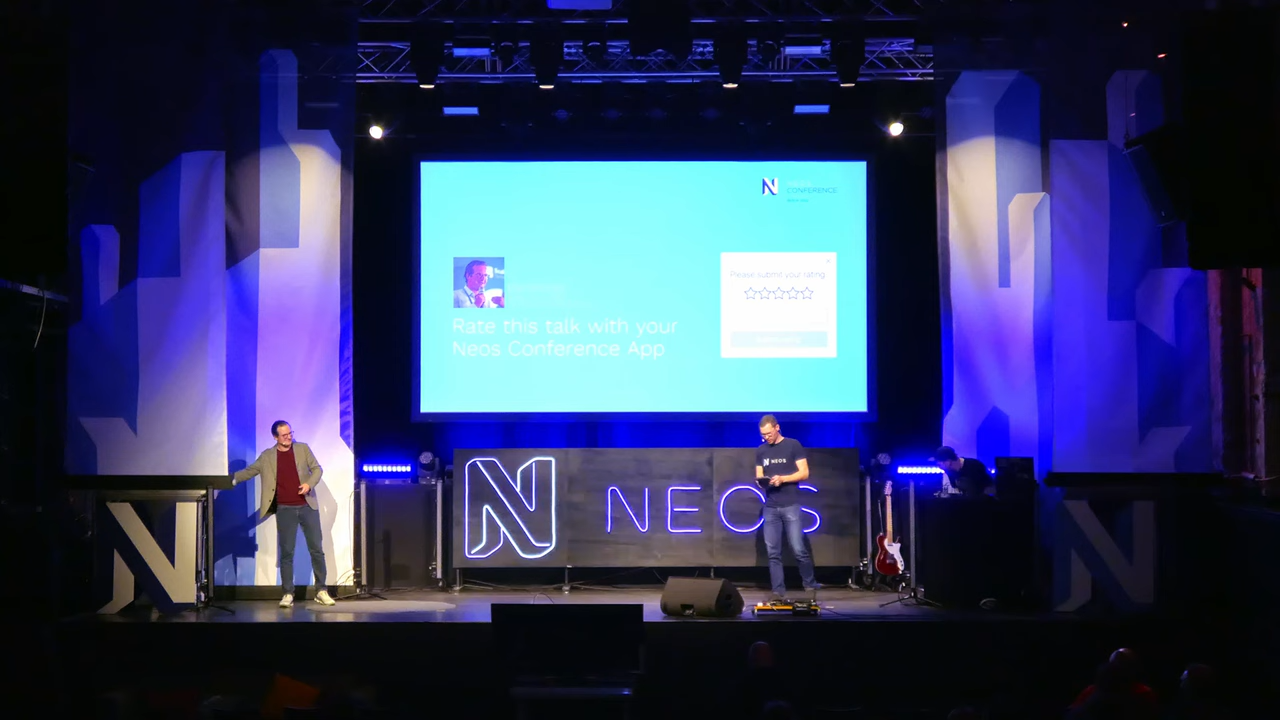 N
CONFERENCE
Please submit your rating
Rate this talk with your
Neos Conference App
N NEOS
N NEOS
N
N